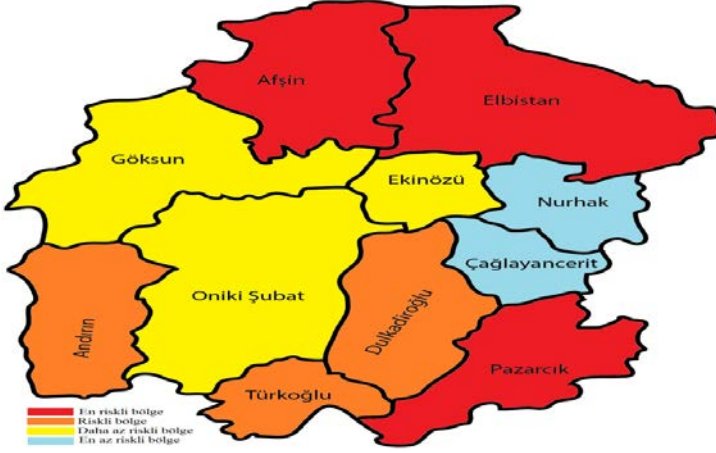 Afşin
Elbistan
Göksun
Ekinözü
Nurhak
Çağlayancerit
Oniki Şubat
Andırın
Dulkadiroğlu
Pazarcık
Türkoğlu
En riskli bölge
Riskli bölge
Daha az riskli bölge
En az riskli bölge